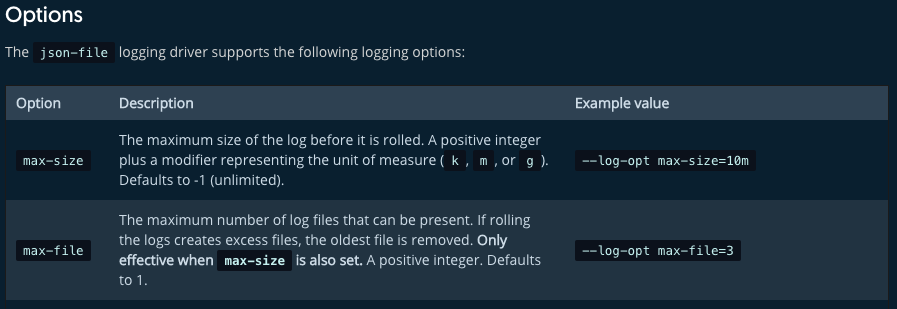 Options
The json-file logging driver supports the following logging options:
Option Description Example value
The maximum size of the log before it is rolled. A positive integer
max-size plus a modifier representing the unit of measure ( k , m , or g ). --log-opt max-size=10m
Defaults to -1 (unlimited).
The maximum number of log files that can be present. If rolling
the logs creates excess files, the oldest file is removed. Only
max-file effective when max-size is also set. A positive integer. Defaults --log-opt max-file=3
to 1.